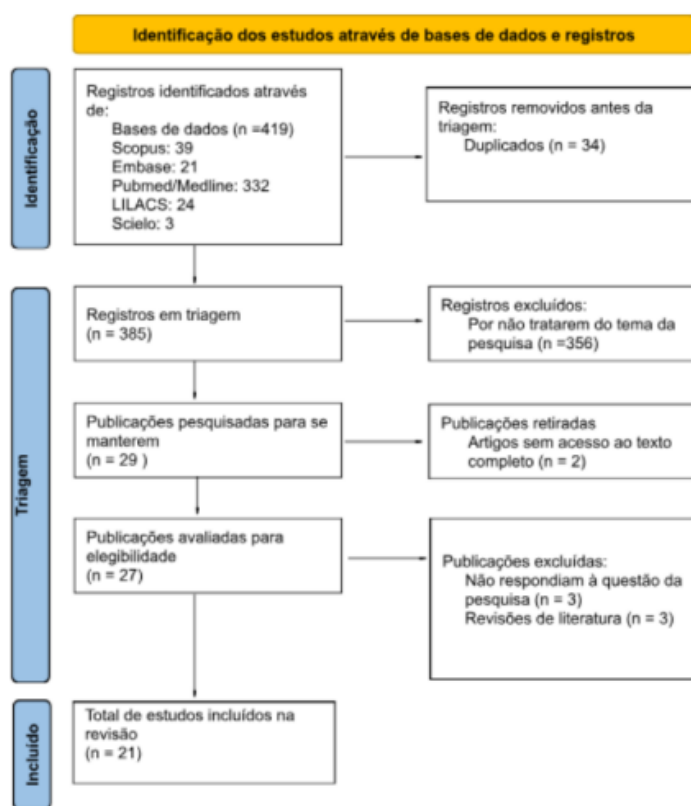 Identificação dos estudos através de bases de dados e registros
Identificação
Registros identificados através
de:
Bases de dados (n =419)
Scopus: 39
Embase: 21
Pubmed/Medline: 332
LILACS: 24
Scielo: 3
Registros removidos antes da
triagem:
Duplicados (n = 34)
Triagem
Registros em triagem
(n = 385)
Registros excluídos:
Por não tratarem do tema da
pesquisa (n =356)
Publicações pesquisadas para se
manterem
(n = 29 )
Publicações retiradas
Artigos sem acesso ao texto
completo (n = 2)
Publicações avaliadas para
elegibilidade
(n = 27)
Publicações excluídas:
Não respondiam à questão da
pesquisa (n = 3)
Revisões de literatura (n = 3)
Incluído
Total de estudos incluídos na
revisão
(n = 21)